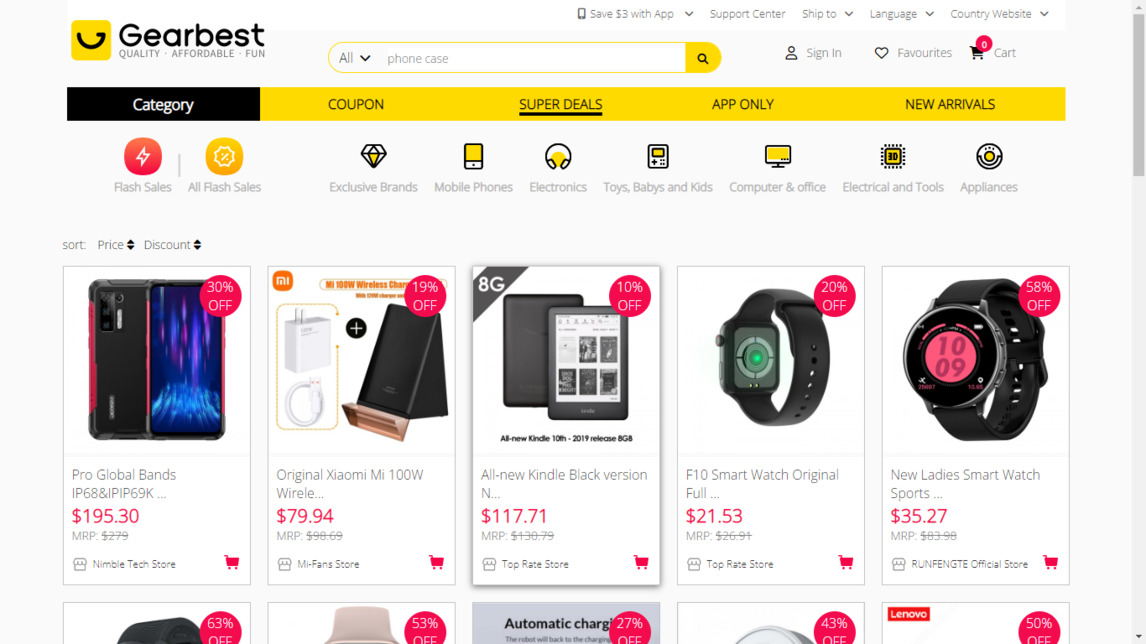 Save $3 with App Support Center Ship to Language Country Website
Gearbest
QUALITY · AFFORDABLE · FUN
All phone case
Sign In Favourites 0 Cart
Category COUPON SUPER DEALS APP ONLY NEW ARRIVALS
3D
Flash Sales All Flash Sales Exclusive Brands Mobile Phones Electronics Toys, Babys and Kids Computer & office Electrical and Tools Appliances
sort: Price Discount
30%
OFF
Pro Global Bands
IP68&IPIP69K ...
$195.30
MRP: $279
Nimble Tech Store
mi
Mi 100W Wireless
19%
OFF
Original Xiaomi Mi 100W
Wirele...
$79.94
MRP: $98.69
Mi-Fans Store
8G
10%
OFF
kindle
All-new Kindle 10th - 2019 release 8GB
All-new Kindle Black version
N...
$117.71
MRP: $130.79
Top Rate Store
20%
OFF
F10 Smart Watch Original
Full ...
$21.53
MRP: $26.91
Top Rate Store
58%
OFF
10
09
New Ladies Smart Watch
Sports ...
$35.27
MRP: $83.98
RUNFENGTE Official Store
63%
OFF
53%
OFF
Automatic
27%
OFF
The robot will back to the
43%
OFF
Lenovo
50%
OFF